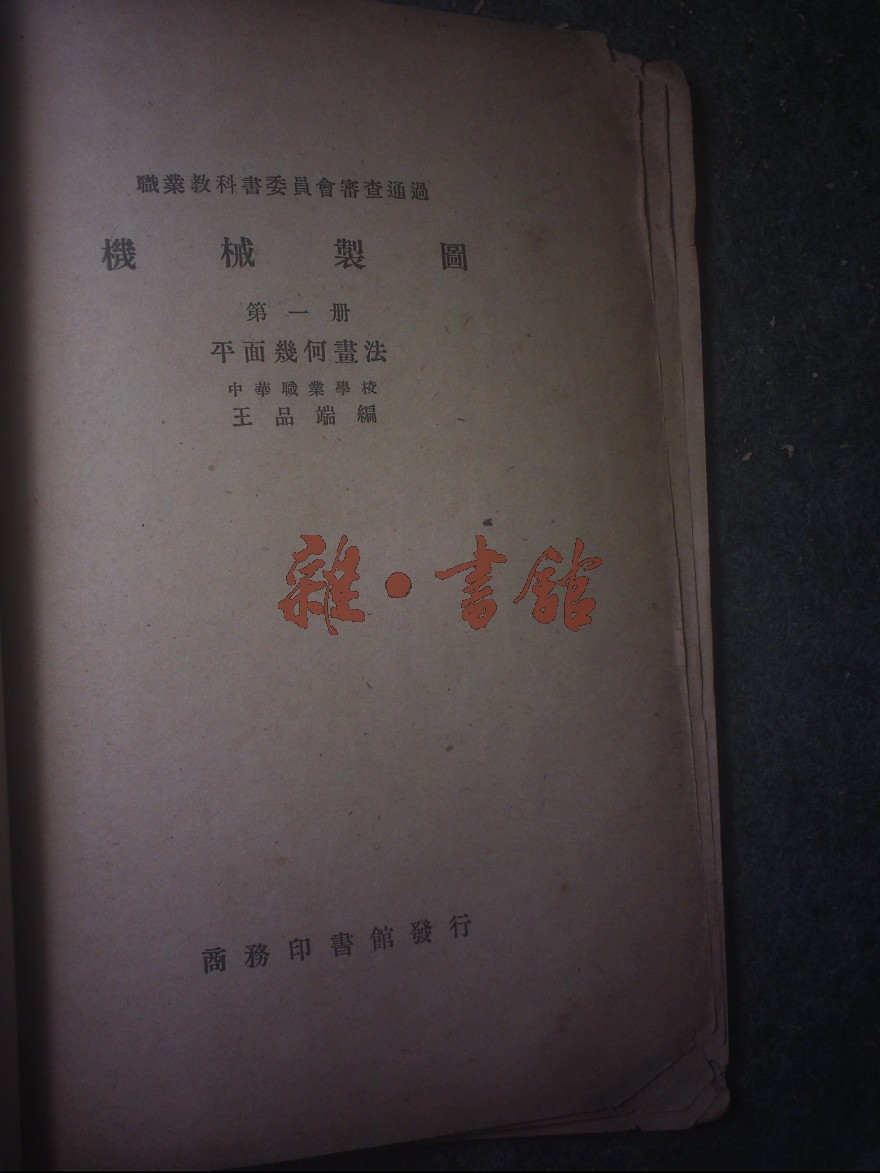 職業教科書委員會審查通過
機械製圖
第一册
平面幾何畫法
中華職業學校
王品端編
雜·書館
商務印書館發行